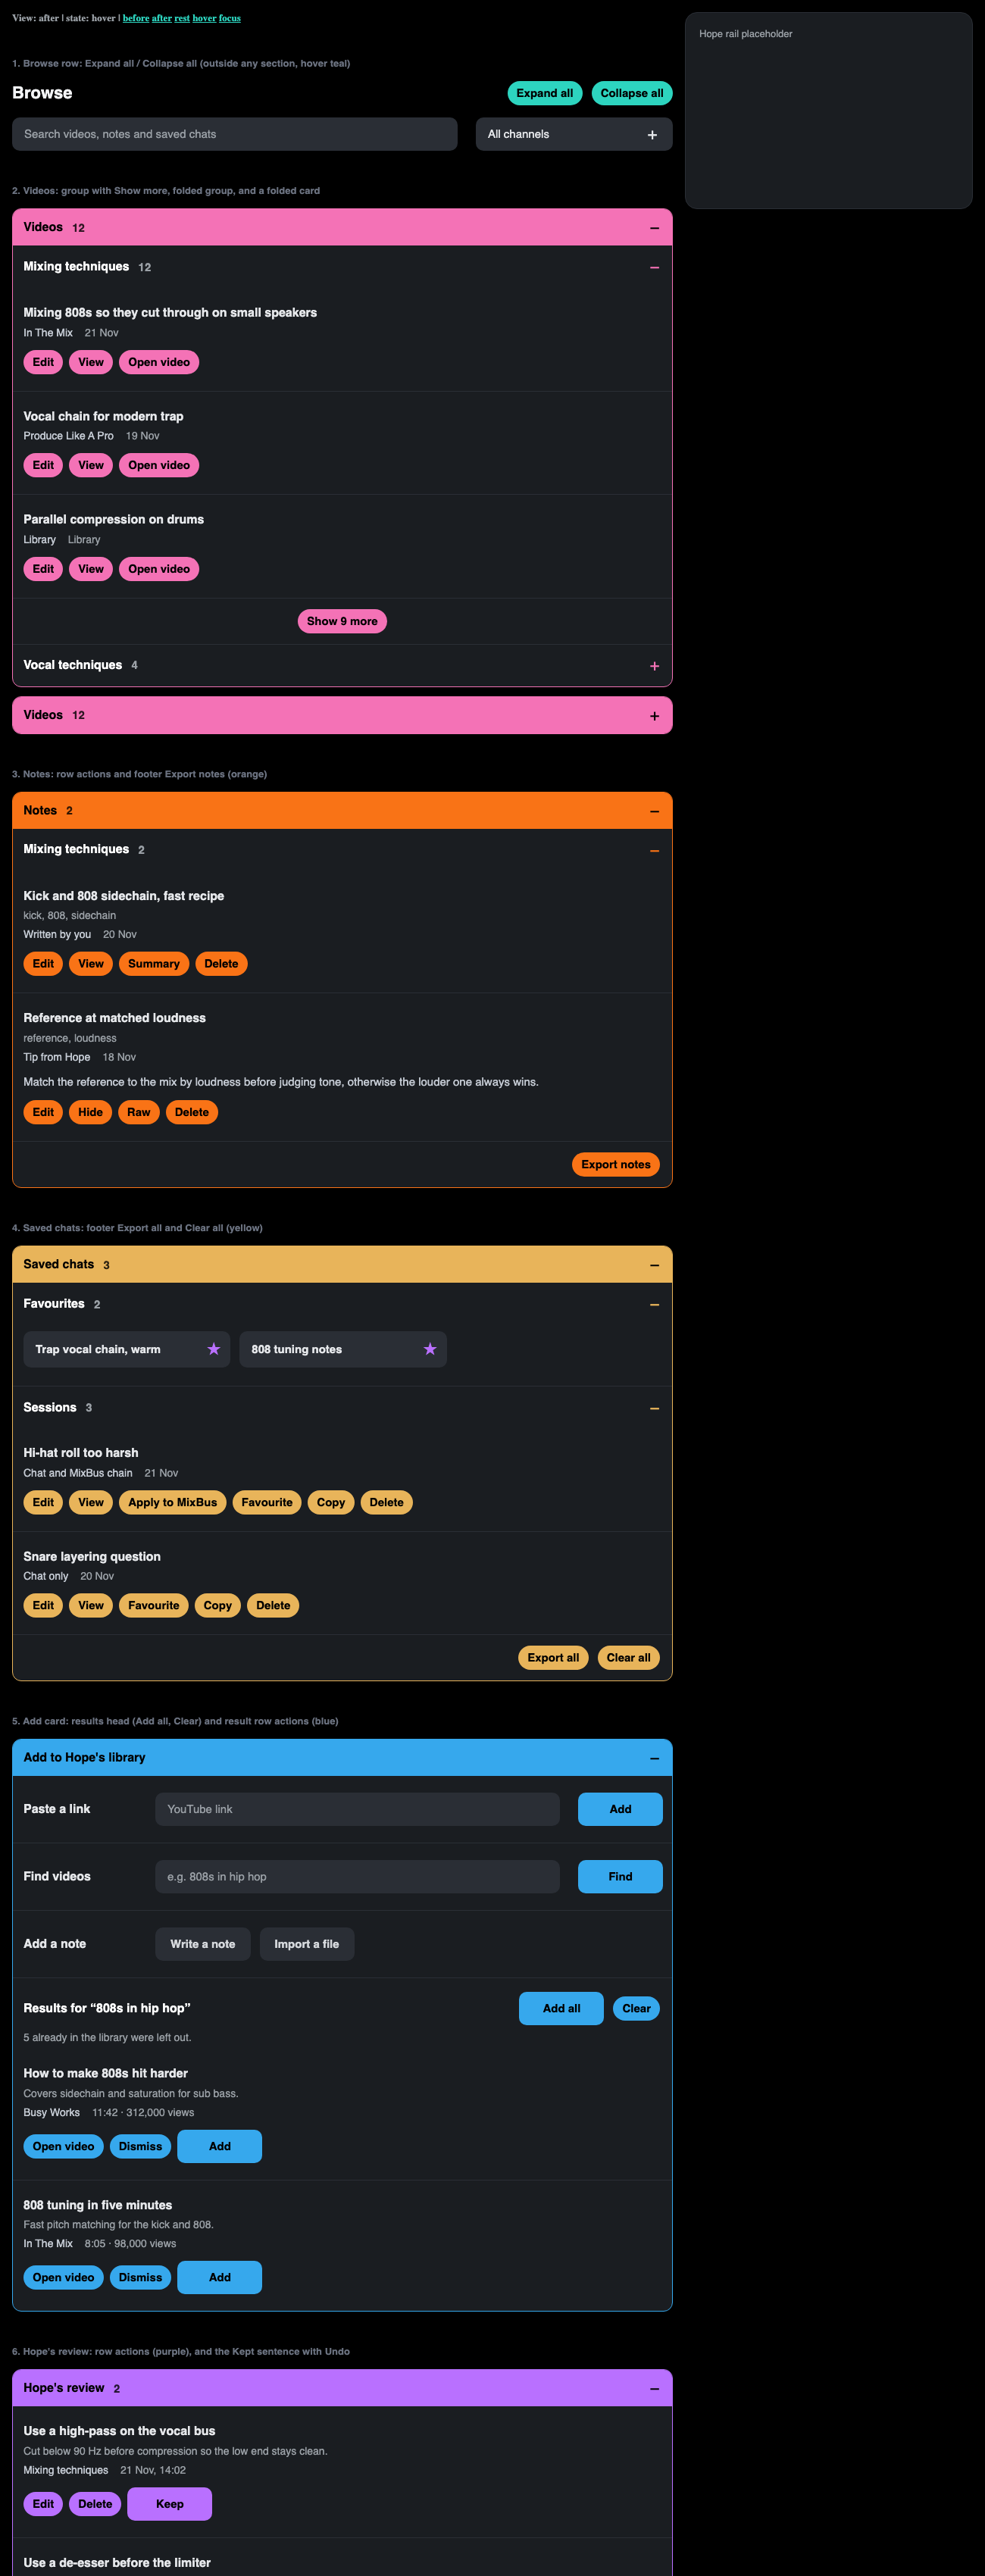 View: after | state: hover | before after rest hover focus
Hope rail placeholder
1. Browse row: Expand all / Collapse all (outside any section, hover teal)
Browse
Expand all
Collapse all
Search videos, notes and saved chats
All channels +
2. Videos: group with Show more, folded group, and a folded card
Videos 12 −
Mixing techniques 12 −
Mixing 808s so they cut through on small speakers
In The Mix 21 Nov
Edit View Open video
Vocal chain for modern trap
Produce Like A Pro 19 Nov
Edit View Open video
Parallel compression on drums
Library Library
Edit View Open video
Show 9 more
Vocal techniques 4 +
Videos 12 +
3. Notes: row actions and footer Export notes (orange)
Notes 2 −
Mixing techniques 2 −
Kick and 808 sidechain, fast recipe
kick, 808, sidechain
Written by you 20 Nov
Edit View Summary Delete
Reference at matched loudness
reference, loudness
Tip from Hope 18 Nov
Match the reference to the mix by loudness before judging tone, otherwise the louder one always wins.
Edit Hide Raw Delete
Export notes
4. Saved chats: footer Export all and Clear all (yellow)
Saved chats 3 −
Favourites 2 −
Trap vocal chain, warm ★
808 tuning notes ★
Sessions 3 −
Hi-hat roll too harsh
Chat and MixBus chain 21 Nov
Edit View Apply to MixBus Favourite Copy Delete
Snare layering question
Chat only 20 Nov
Edit View Favourite Copy Delete
Export all Clear all
5. Add card: results head (Add all, Clear) and result row actions (blue)
Add to Hope's library −
Paste a link YouTube link Add
Find videos e.g. 808s in hip hop Find
Add a note Write a note Import a file
Results for “808s in hip hop” Add all Clear
5 already in the library were left out.
How to make 808s hit harder
Covers sidechain and saturation for sub bass.
Busy Works 11:42 · 312,000 views
Open video Dismiss Add
808 tuning in five minutes
Fast pitch matching for the kick and 808.
In The Mix 8:05 · 98,000 views
Open video Dismiss Add
6. Hope's review: row actions (purple), and the Kept sentence with Undo
Hope's review 2 −
Use a high-pass on the vocal bus
Cut below 90 Hz before compression so the low end stays clean.
Mixing techniques 21 Nov, 14:02
Edit Delete Keep
Use a de-esser before the limiter